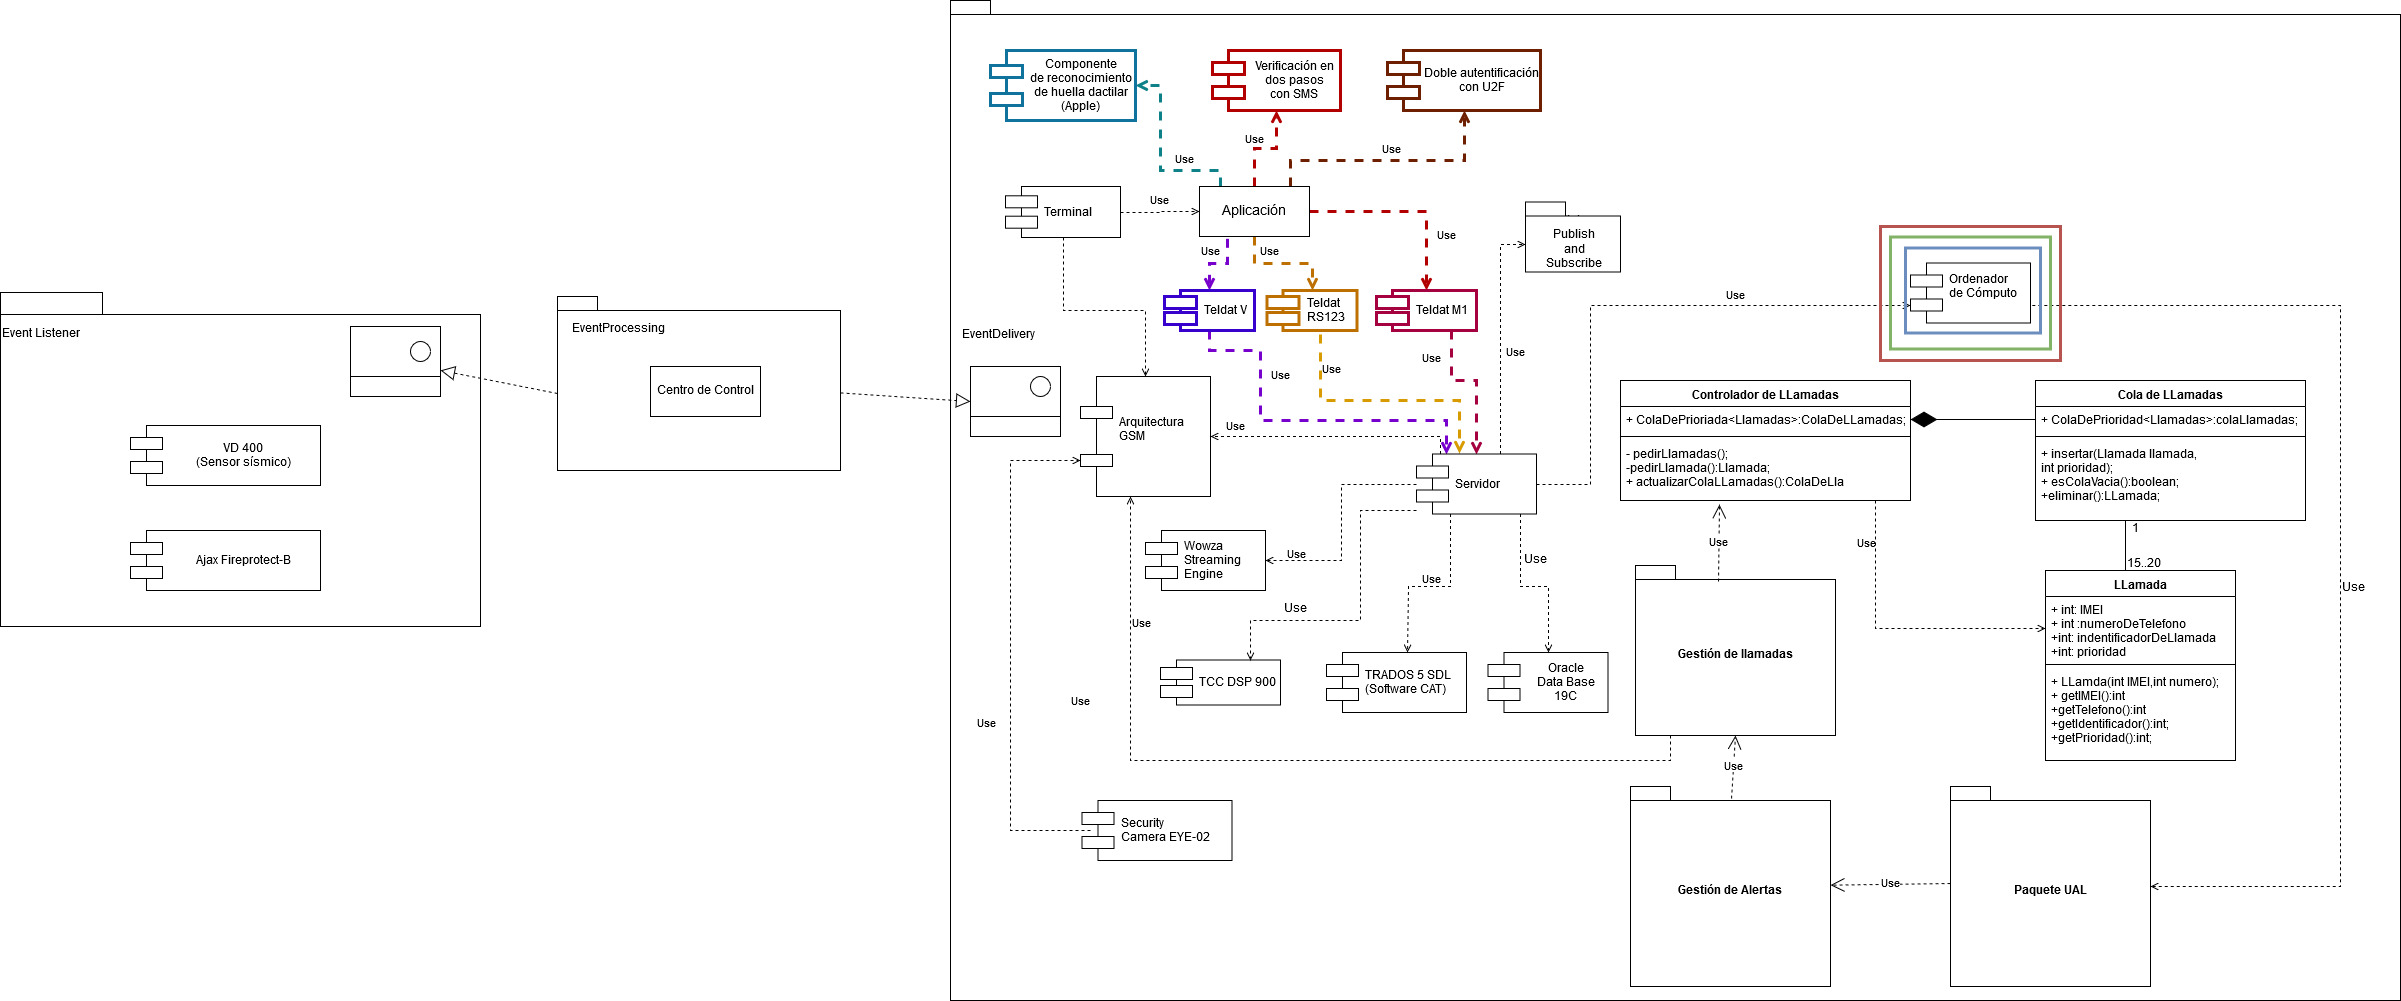 Event Listener
VD 400
(Sensor sísmico)
Ajax Fireprotect-B
EventProcessing
Centro de Control
EventDelivery
Componente
de reconocimiento
de huella dactilar
(Apple)
Verificación en
dos pasos
con SMS
Doble autentificación
con U2F
Use
Use
Use
Terminal
Use
Aplicación
Use
Use
Use
Publish
and
Subscribe
Teldat V
Teldat
RS123
Teldat M1
Use
Use
Use
Use
Use
Ordenador
de Cómputo
Arquitectura
GSM
Use
Servidor
Wowza
Streaming
Engine
Use
Use
Use
Use
TCC DSP 900
TRADOS 5 SDL
(Software CAT)
Oracle
Data Base
19C
Use
Use
Use
Security
Camera EYE-02
Controlador de LLamadas
+ ColaDePrioriada<Llamadas>:ColaDeLLamadas;
- pedirLlamadas();
-pedirLlamada():Llamada;
+ actualizarColaLLamadas():ColaDeLla
Cola de LLamadas
+ ColaDePrioridad<Llamadas>:colaLlamadas;
+ insertar(Llamada llamada,
int prioridad);
+ esColaVacia():boolean;
+eliminar():LLamada;
1
15..20
Use
Use
LLamada
+ int: IMEI
+ int :numeroDeTelefono
+int: indentificadorDeLlamada
+int: prioridad
+ LLamda(int IMEI,int numero);
+ getIMEI():int
+getTelefono():int
+getIdentificador():int;
+getPrioridad():int;
Use
Gestión de llamadas
Use
Gestión de Alertas
Use
Paquete UAL